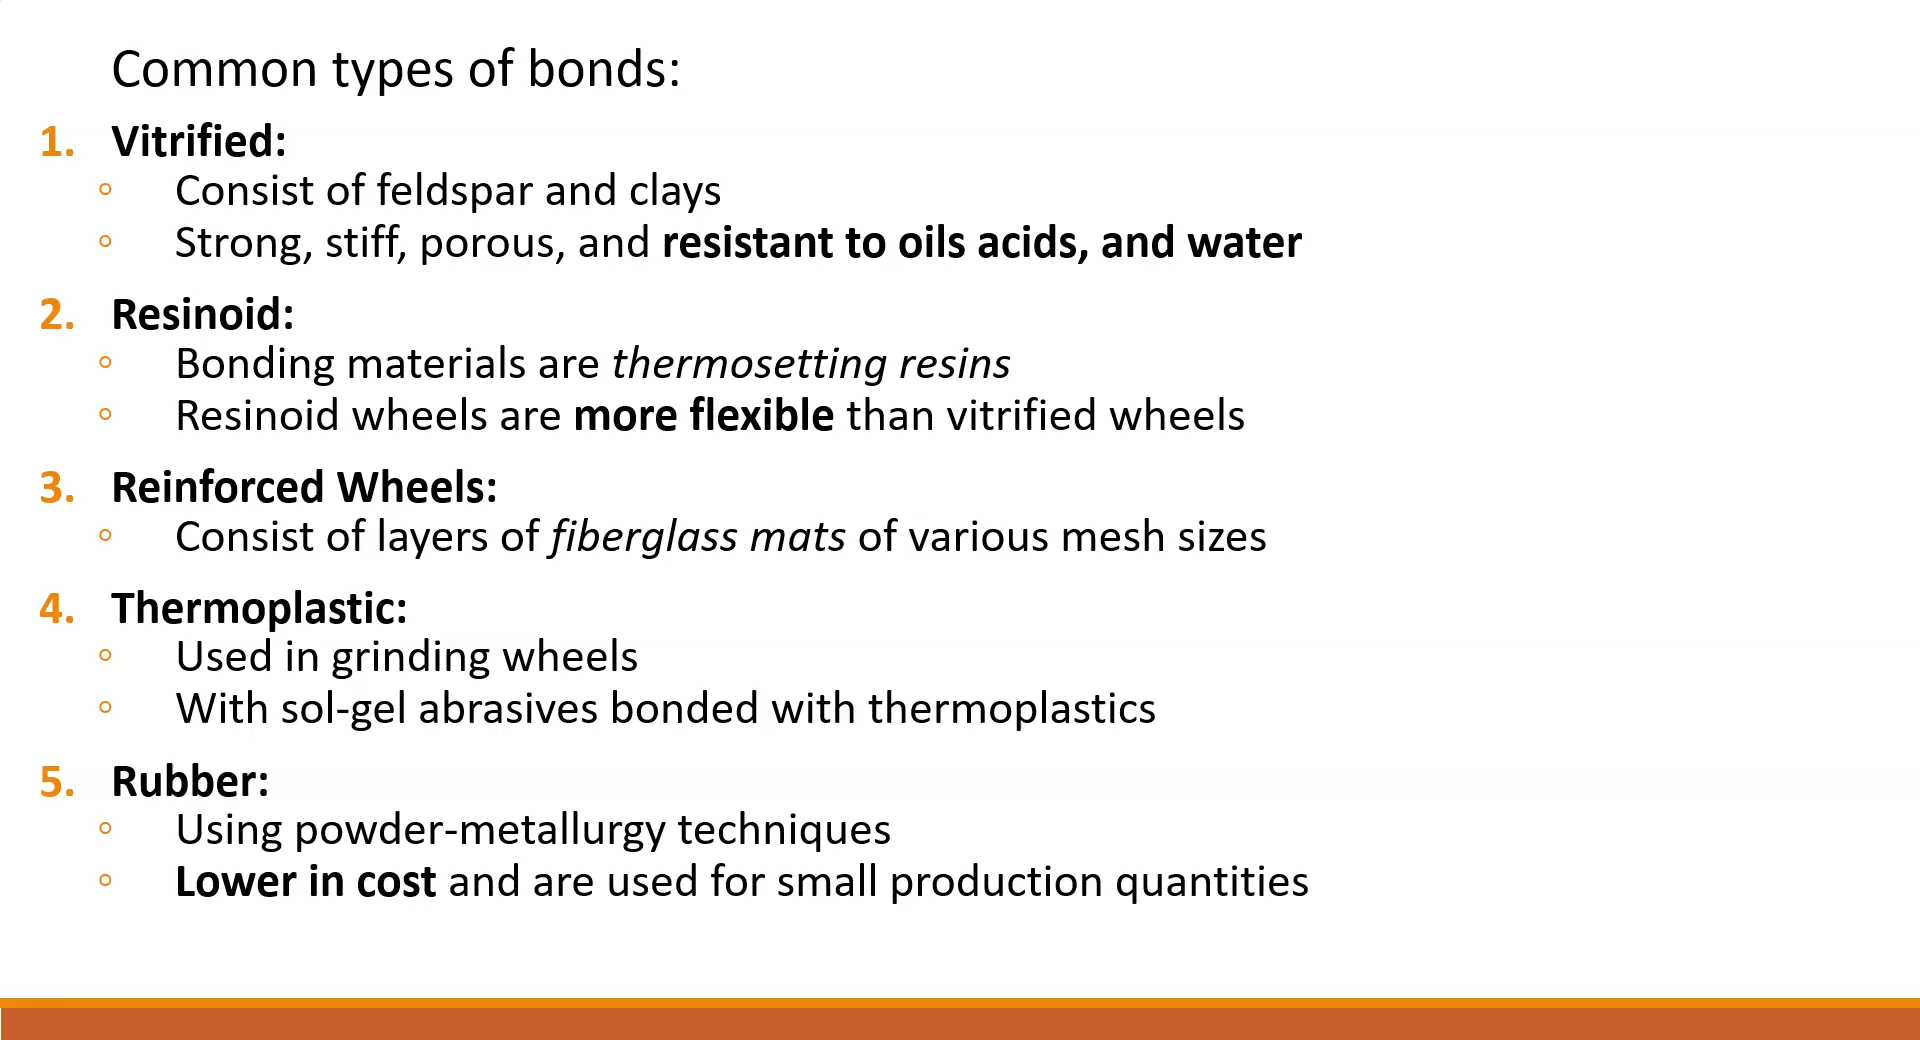 Common types of bonds:
1. Vitrified:
◦ Consist of feldspar and clays
◦ Strong, stiff, porous, and resistant to oils acids, and water
2. Resinoid:
◦ Bonding materials are thermosetting resins
◦ Resinoid wheels are more flexible than vitrified wheels
3. Reinforced Wheels:
◦ Consist of layers of fiberglass mats of various mesh sizes
4. Thermoplastic:
◦ Used in grinding wheels
◦ With sol-gel abrasives bonded with thermoplastics
5. Rubber:
◦ Using powder-metallurgy techniques
◦ Lower in cost and are used for small production quantities